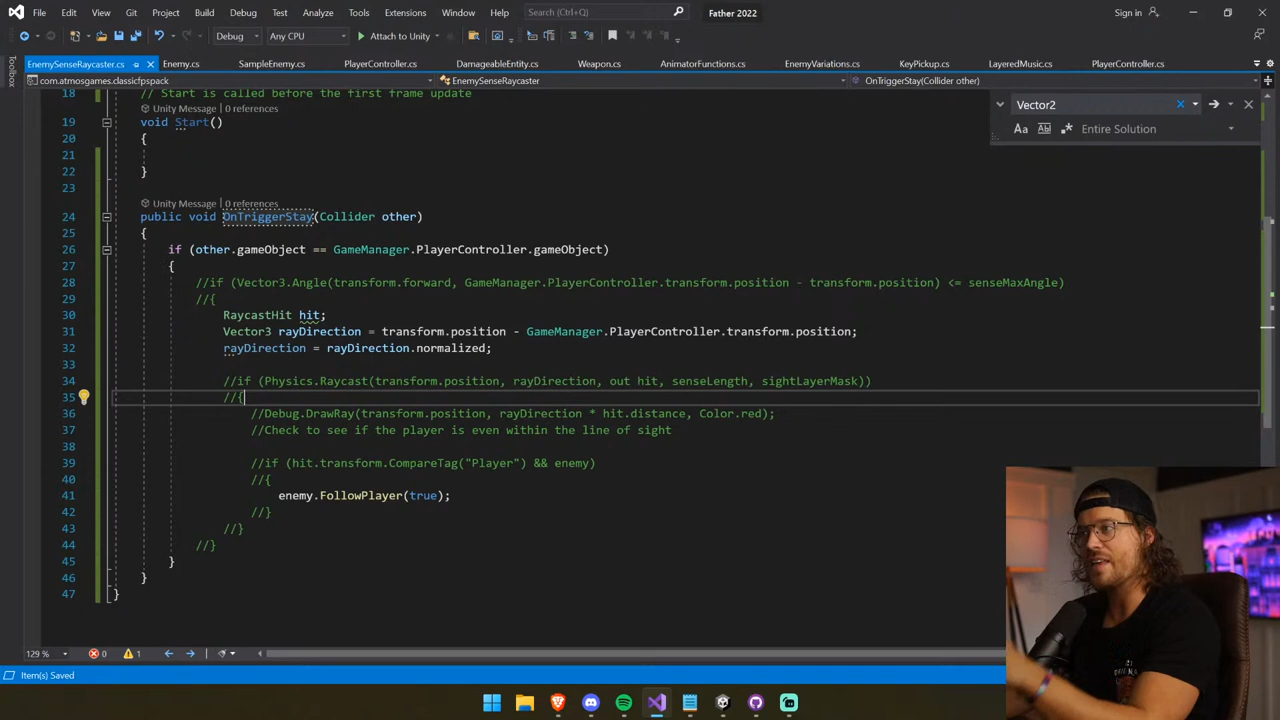 File Edit View Git Project Build Debug Test Analyze Tools Extensions Window Help Search (Ctrl+Q) Father 2022 Sign in
Debug Any CPU Attach to Unity
EnemySenseRaycaster.cs Enemy.cs SampleEnemy.cs PlayerController.cs DamageableEntity.cs Weapon.cs AnimatorFunctions.cs EnemyVariations.cs KeyPickup.cs LayeredMusic.cs PlayerController.cs
com.atmosgames.classicfpspack EnemySenseRaycaster OnTriggerStay(Collider other)
Toolbox
Vector2
Aa Ab Entire Solution
18 // Start is called before the first frame update
Unity Message | 0 references
19 void Start()
20 {
21
22 }
23
Unity Message | 0 references
24 public void OnTriggerStay(Collider other)
25 {
26 if (other.gameObject == GameManager.PlayerController.gameObject)
27 {
28 //if (Vector3.Angle(transform.forward, GameManager.PlayerController.transform.position - transform.position) <= senseMaxAngle)
29 //{
30 RaycastHit hit;
31 Vector3 rayDirection = transform.position - GameManager.PlayerController.transform.position;
32 rayDirection = rayDirection.normalized;
33
34 //if (Physics.Raycast(transform.position, rayDirection, out hit, senseLength, sightLayerMask))
35 //{
36 //Debug.DrawRay(transform.position, rayDirection * hit.distance, Color.red);
37 //Check to see if the player is even within the line of sight
38
39 //if (hit.transform.CompareTag("Player") && enemy)
40 //{
41 enemy.FollowPlayer(true);
42 //}
43 //}
44 //}
45 }
46 }
47 }
129 % 0 1
Item(s) Saved